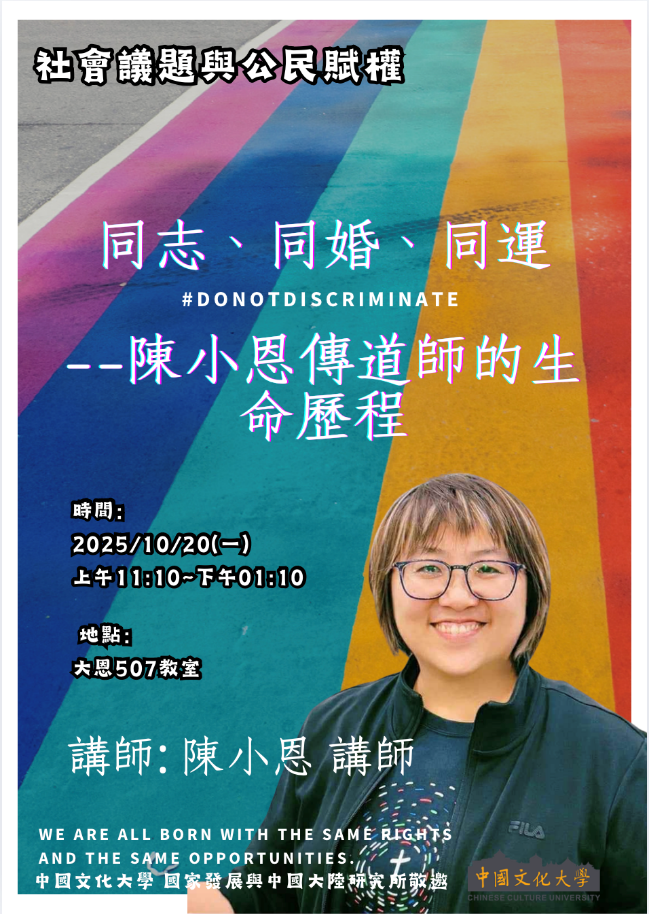 社會議題與公民賦權
同志、同婚、同運
#DONOTDISCRIMINATE
--陳小恩傳道師的生
命歷程
時間:
2025/10/20(一)
上午11:10~下午01:10
地點:
大恩507教室
講師: 陳小恩 講師
FILA
WE ARE ALL BORN WITH THE SAME RIGHTS
AND THE SAME OPPORTUNITIES.
中國文化大學 國家發展與中國大陸研究所敬邀
中國文化大學
CHINESE CULTURE UNIVERSITY